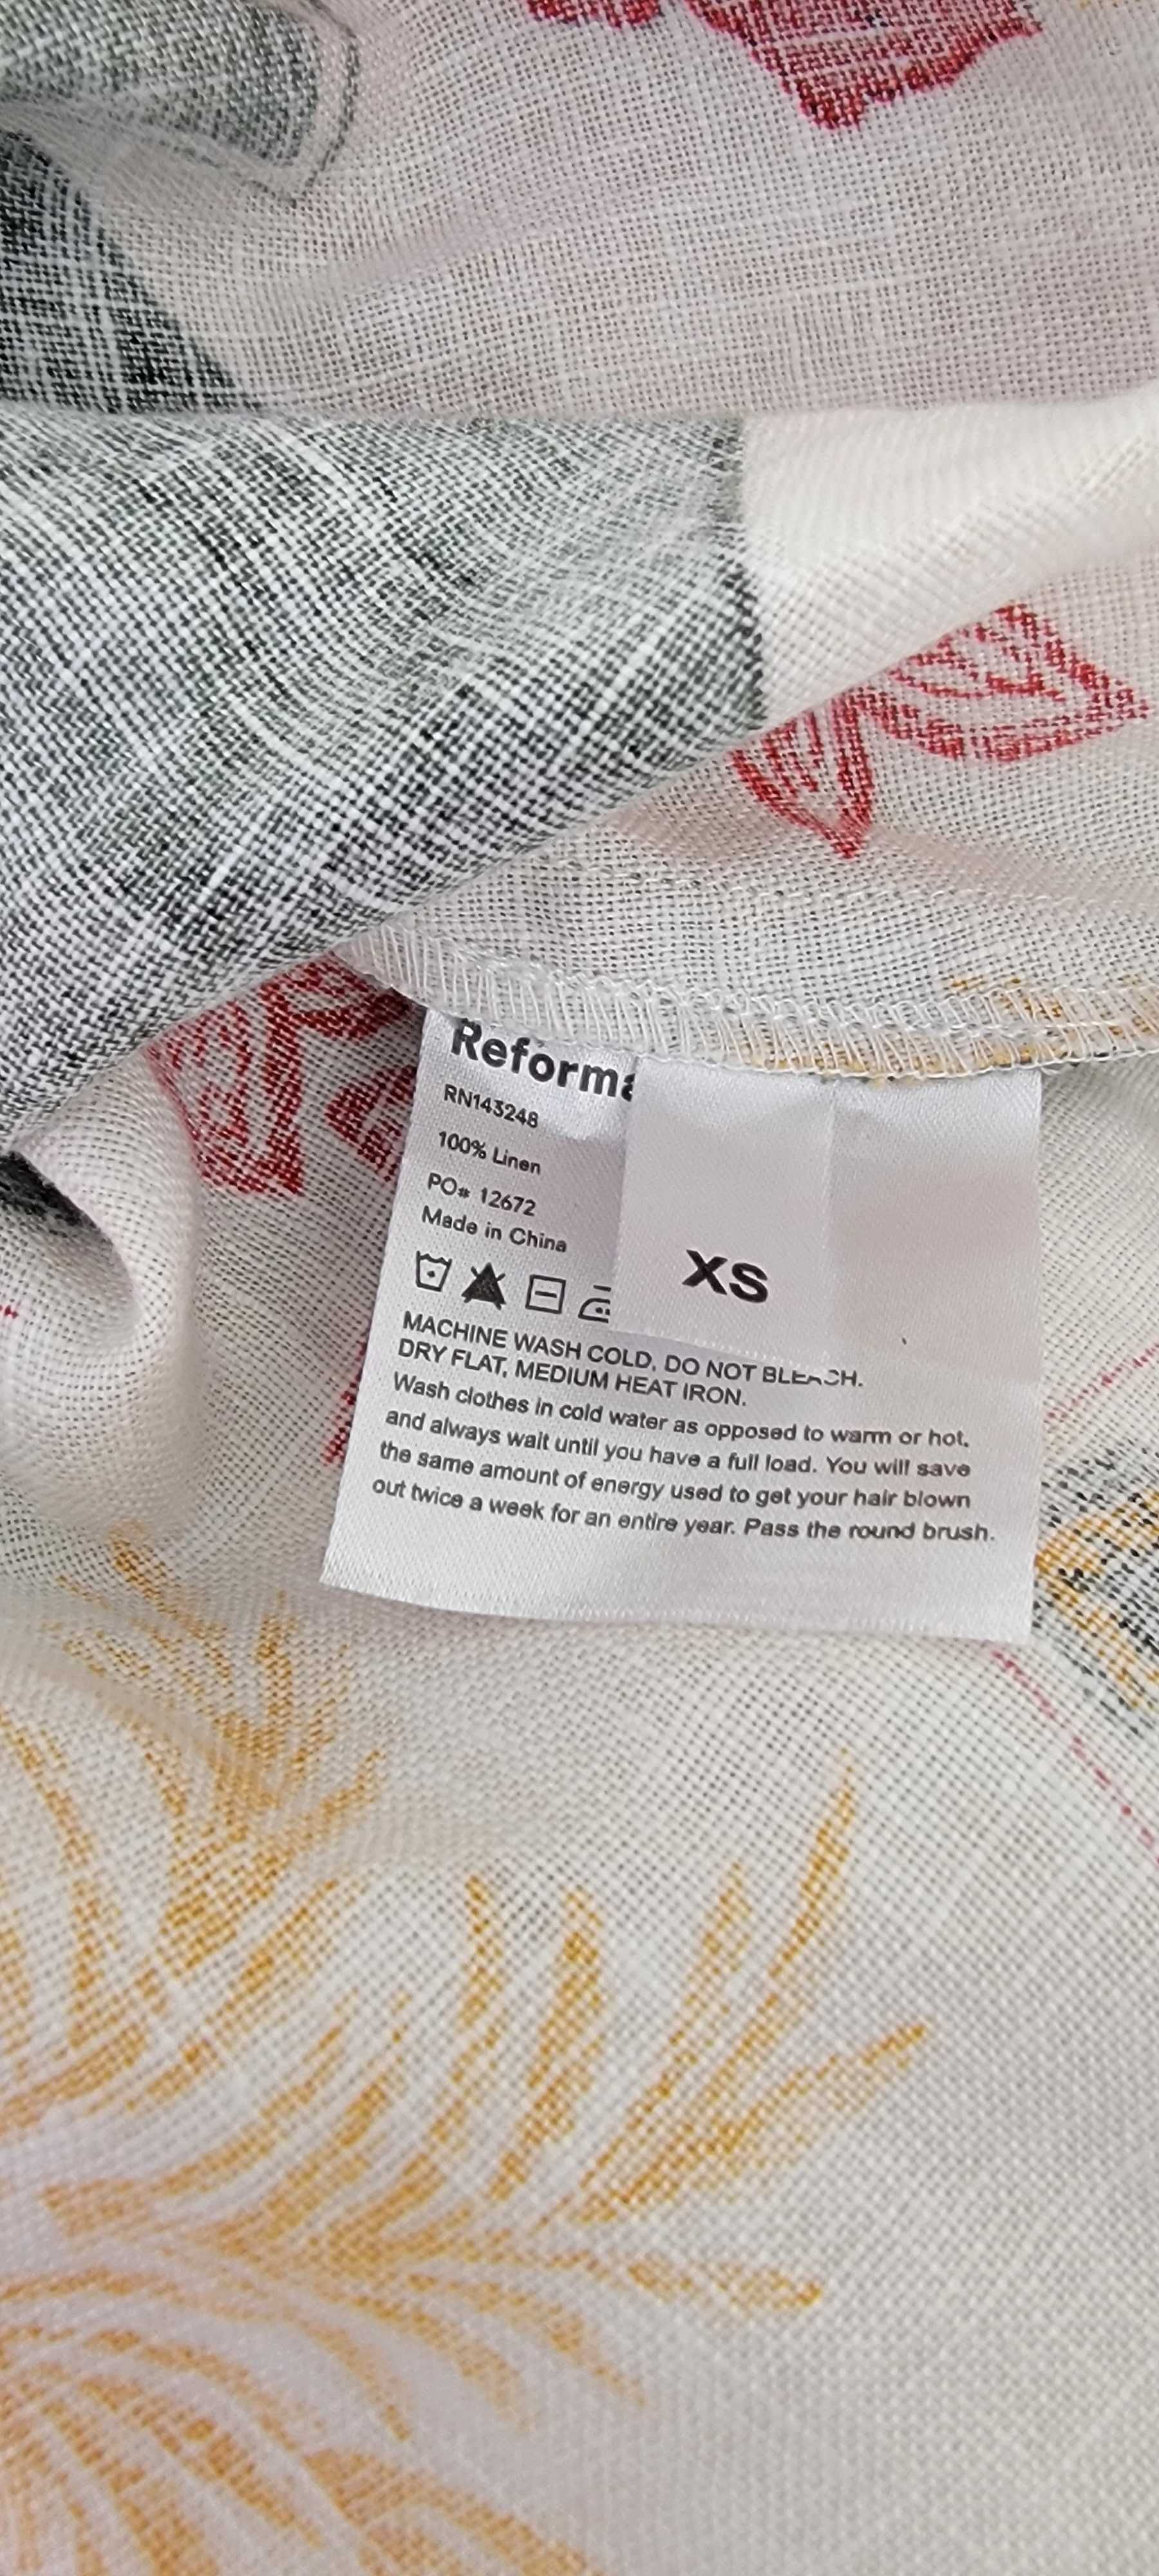 Reforma
RN143248
100% Linen
PO# 12672
Made in China
XS
MACHINE WASH COLD, DO NOT BLEACH.
DRY FLAT, MEDIUM HEAT IRON.
Wash clothes in cold water as opposed to warm or hot,
and always wait until you have a full load. You will save
the same amount of energy used to get your hair blown
out twice a week for an entire year. Pass the round brush.